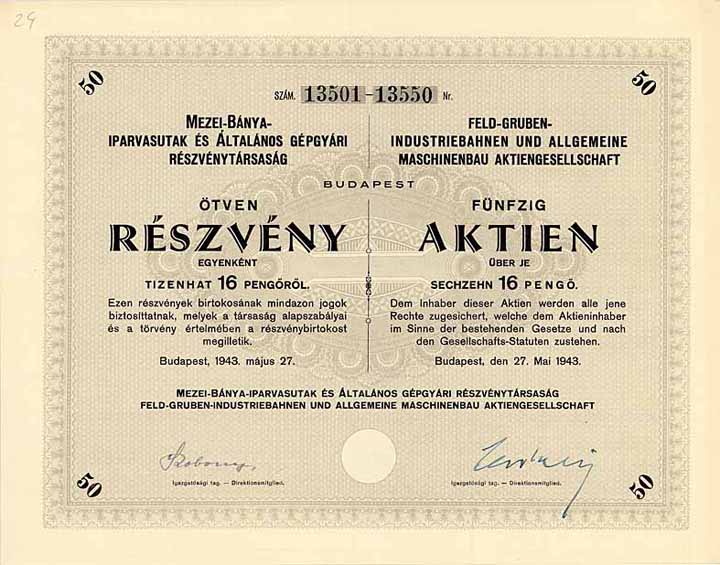 29
50
50
SZÁM. 13501-13550 Nr.
MEZEI-BÁNYA-
IPARVASUTAK ÉS ÁLTALÁNOS GÉPGYÁRI
RÉSZVÉNYTÁRSASÁG
FELD-GRUBEN-
INDUSTRIEBAHNEN UND ALLGEMEINE
MASCHINENBAU AKTIENGESELLSCHAFT
BUDAPEST
ÖTVEN
RÉSZVÉNY
EGYENKÉNT
TIZENHAT 16 PENGŐRŐL.
Ezen részvények birtokosának mindazon jogok
biztosíttatnak, melyek a társaság alapszabályai
és a törvény értelmében a részvénybirtokost
megilletik.
Budapest, 1943. május 27.
FÜNFZIG
AKTIEN
ÜBER JE
SECHZEHN 16 PENGŐ.
Dem Inhaber dieser Aktien werden alle jene
Rechte zugesichert, welche dem Aktieninhaber
im Sinne der bestehenden Gesetze und nach
den Gesellschafts-Statuten zustehen.
Budapest, den 27. Mai 1943.
MEZEI-BÁNYA-IPARVASUTAK ÉS ÁLTALÁNOS GÉPGYÁRI RÉSZVÉNYTÁRSASÁG
FELD-GRUBEN-INDUSTRIEBAHNEN UND ALLGEMEINE MASCHINENBAU AKTIENGESELLSCHAFT
Igazgatósági tag. — Direktionsmitglied.
Igazgatósági tag. — Direktionsmitglied.
50
50